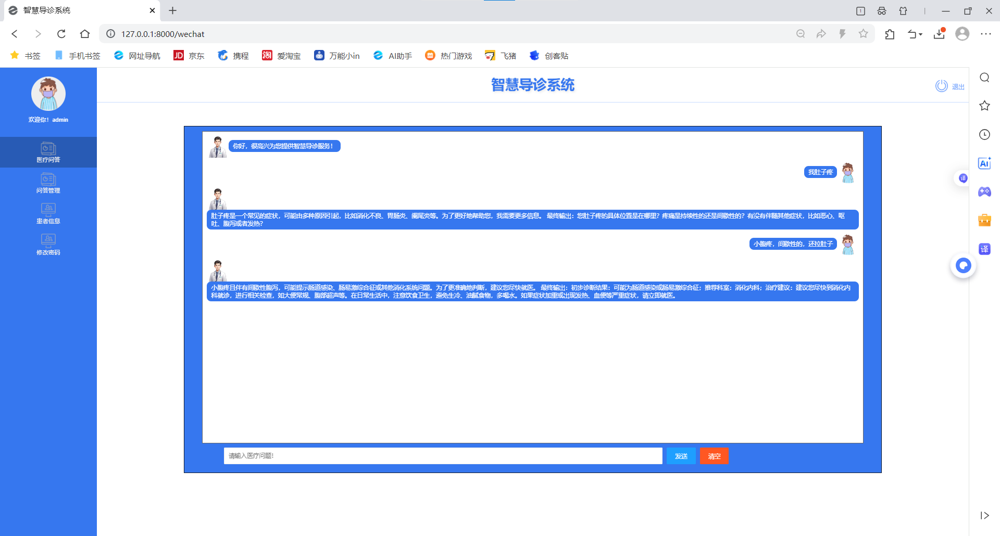 智慧导诊系统
127.0.0.1:8000/wechat
书签 手机书签 网址导航 JD 京东 携程 淘 爱淘宝 万能小in AI助手 热门游戏 飞猪 创客贴
智慧导诊系统
退出
欢迎你！admin
医疗问答
问答管理
患者信息
修改密码
你好，很高兴为您提供智慧导诊服务！
我肚子疼
肚子疼是一个常见的症状，可能由多种原因引起，比如消化不良、胃肠炎、阑尾炎等。为了更好地帮助您，我需要更多信息。 最终输出：您肚子疼的具体位置是在哪里？疼痛是持续性的还是间歇性的？有没有伴随其他症状，比如恶心、呕
吐、腹泻或者发热？
小腹疼，间歇性的，还拉肚子
小腹疼且伴有间歇性腹泻，可能提示肠道感染、肠易激综合征或其他消化系统问题。为了更准确地判断，建议您尽快就医。 最终输出：初步诊断结果：可能为肠道感染或肠易激综合征；推荐科室：消化内科；治疗建议：建议您尽快到消化内
科就诊，进行相关检查，如大便常规、腹部超声等。在日常生活中，注意饮食卫生，避免生冷、油腻食物，多喝水。如果症状加重或出现发热、血便等严重症状，请立即就医。
请输入医疗问题!
发送
清空
1
AI
译
译